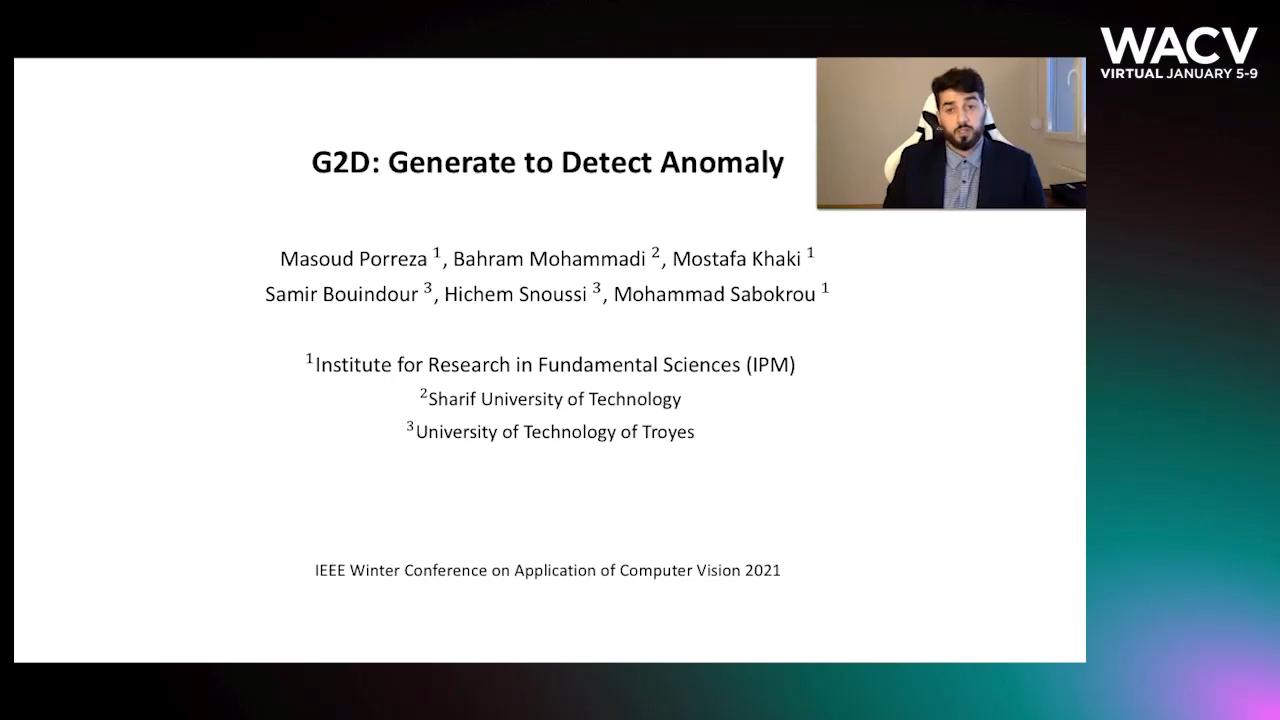 WACV
VIRTUAL JANUARY 5-9
G2D: Generate to Detect Anomaly
Masoud Porreza 1, Bahram Mohammadi 2, Mostafa Khaki 1
Samir Bouindour 3, Hichem Snoussi 3, Mohammad Sabokrou 1
1Institute for Research in Fundamental Sciences (IPM)
2Sharif University of Technology
3University of Technology of Troyes
IEEE Winter Conference on Application of Computer Vision 2021